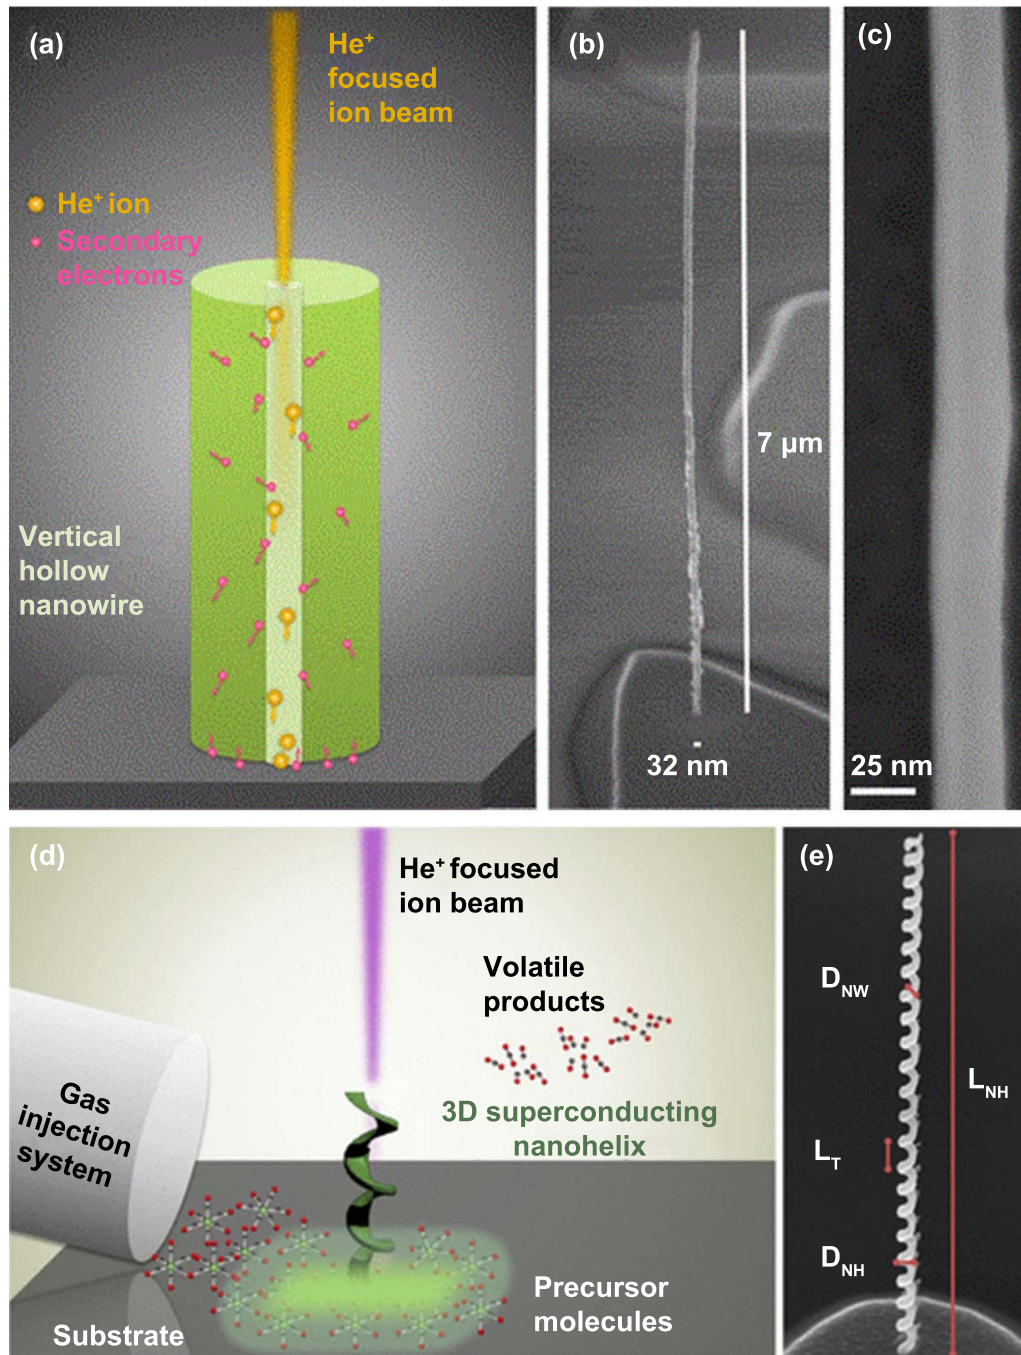 (a)
He⁺
focused
ion beam
He⁺ ion
Secondary
electrons
Vertical
hollow
nanowire
(b)
7 µm
32 nm
(c)
25 nm
(d)
He⁺ focused
ion beam
Volatile
products
3D superconducting
nanohelix
Gas
injection
system
Precursor
molecules
Substrate
(e)
D_NW
L_NH
L_T
D_NH